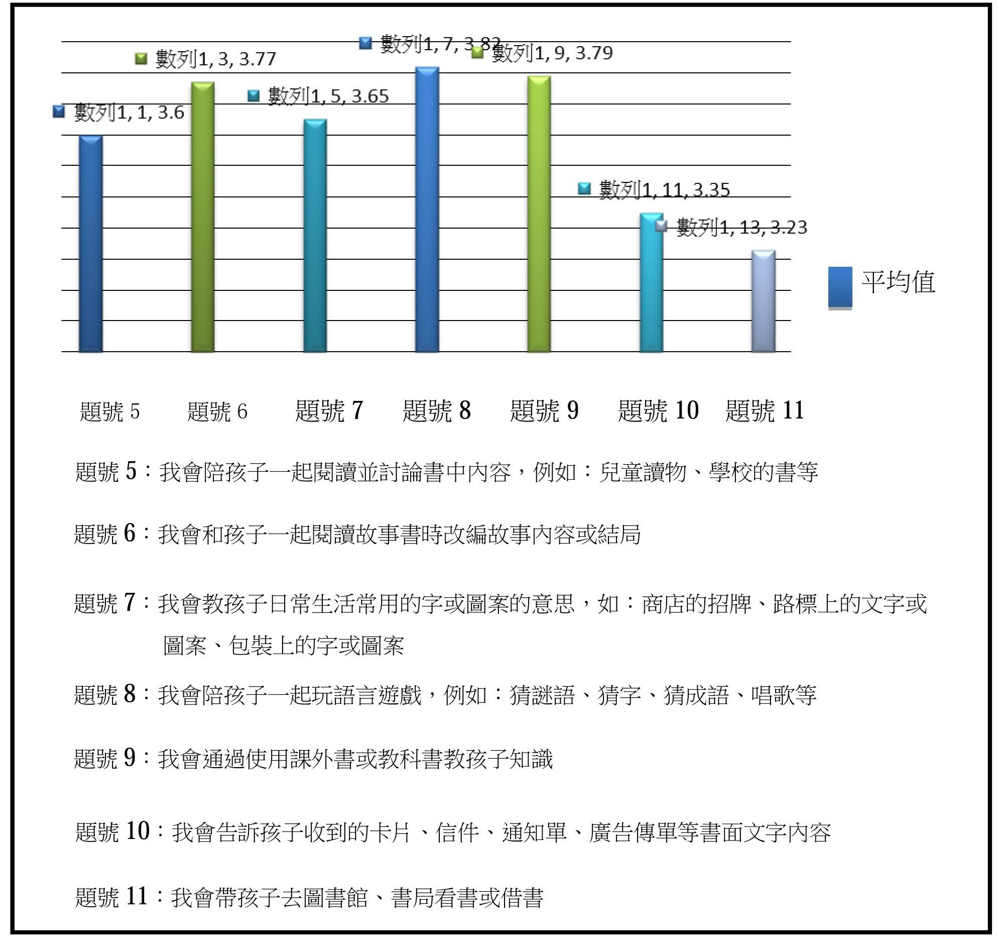 數列1, 7, 3.82
數列1, 9, 3.79
數列1, 3, 3.77
數列1, 5, 3.65
數列1, 1, 3.6
數列1, 11, 3.35
數列1, 13, 3.23
平均值
題號 5 題號 6 題號 7 題號 8 題號 9 題號 10 題號 11
題號 5：我會陪孩子一起閱讀並討論書中內容，例如：兒童讀物、學校的書等
題號 6：我會和孩子一起閱讀故事書時改編故事內容或結局
題號 7：我會教孩子日常生活常用的字或圖案的意思，如：商店的招牌、路標上的文字或
圖案、包裝上的字或圖案
題號 8：我會陪孩子一起玩語言遊戲，例如：猜謎語、猜字、猜成語、唱歌等
題號 9：我會通過使用課外書或教科書教孩子知識
題號 10：我會告訴孩子收到的卡片、信件、通知單、廣告傳單等書面文字內容
題號 11：我會帶孩子去圖書館、書局看書或借書